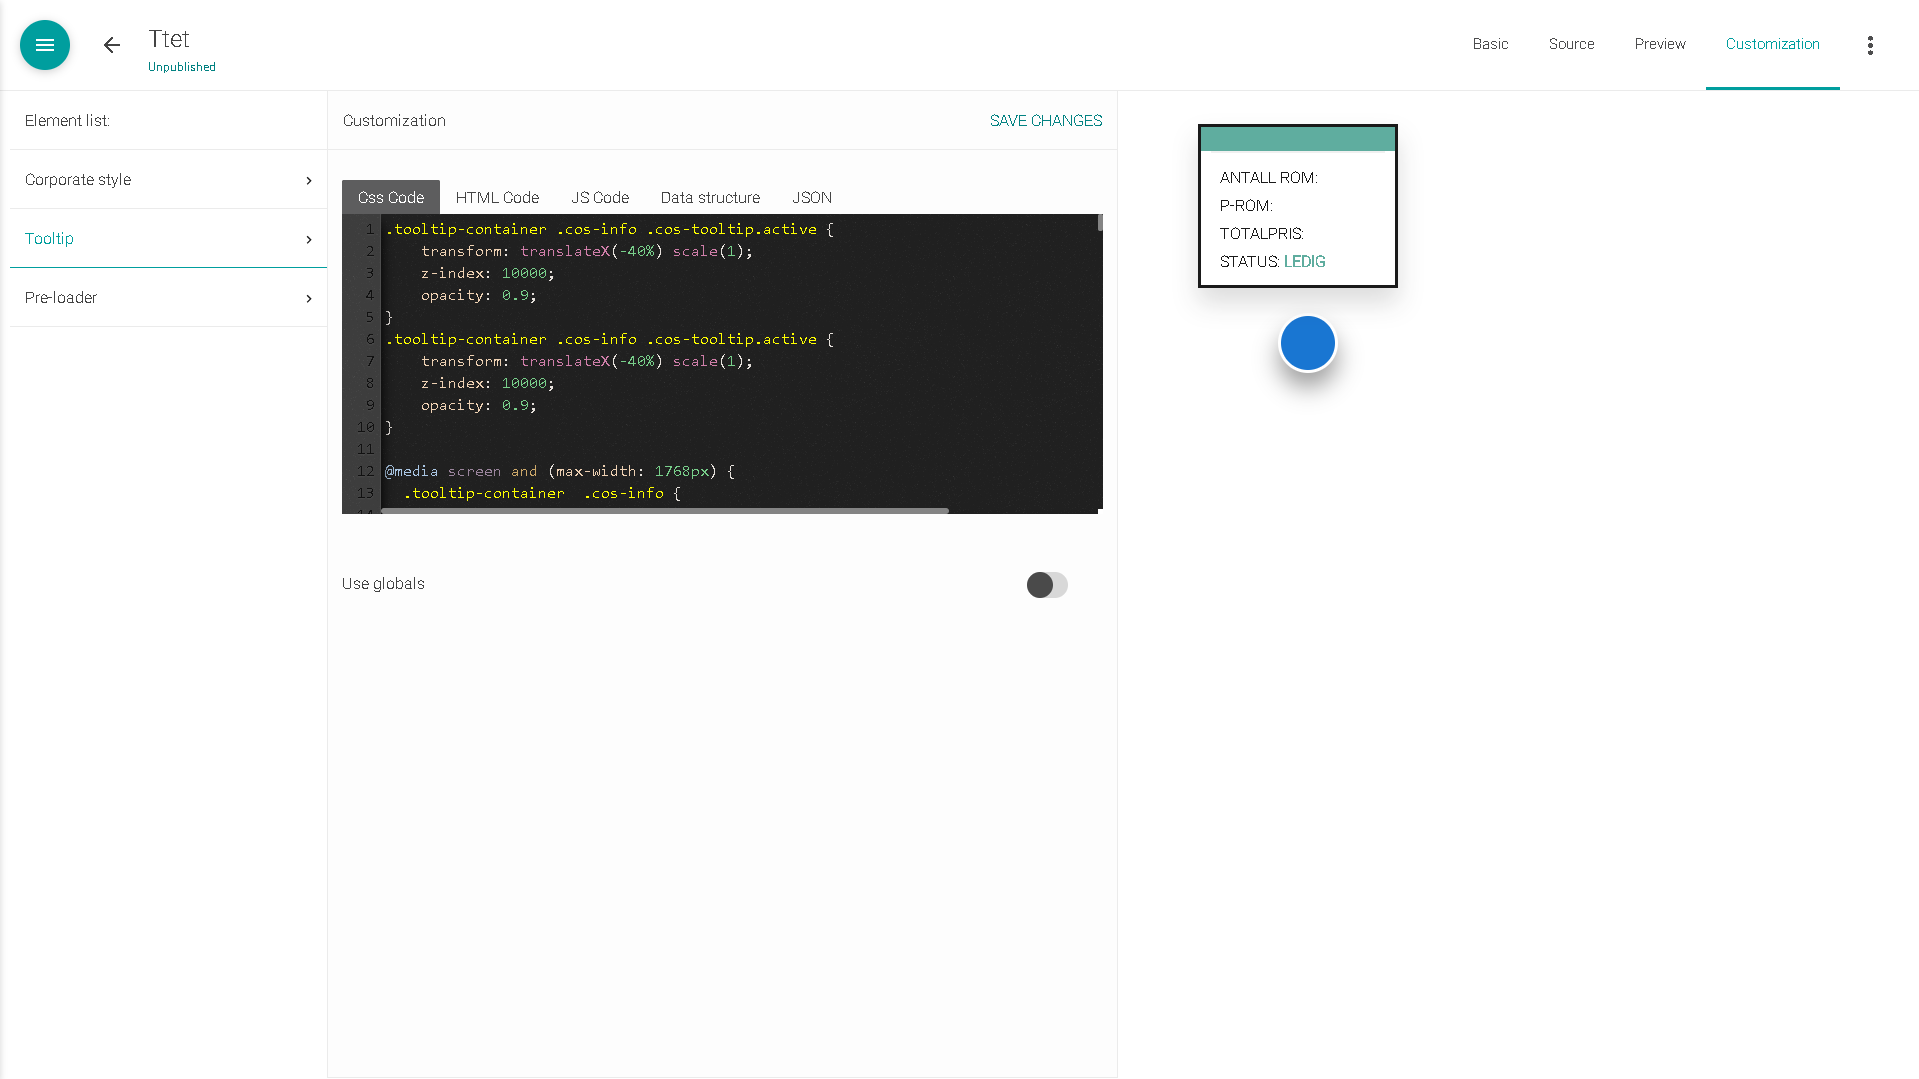 Ttet
Unpublished
Basic
Source
Preview
Customization
Element list:
Corporate style
Tooltip
Pre-loader
Customization
SAVE CHANGES
Css Code
HTML Code
JS Code
Data structure
JSON
1 .tooltip-container .cos-info .cos-tooltip.active {
2 transform: translateX(-40%) scale(1);
3 z-index: 10000;
4 opacity: 0.9;
5 }
6 .tooltip-container .cos-info .cos-tooltip.active {
7 transform: translateX(-40%) scale(1);
8 z-index: 10000;
9 opacity: 0.9;
10 }
11
12 @media screen and (max-width: 1768px) {
13 .tooltip-container .cos-info {
Use globals
ANTALL ROM:
P-ROM:
TOTALPRIS:
STATUS: LEDIG